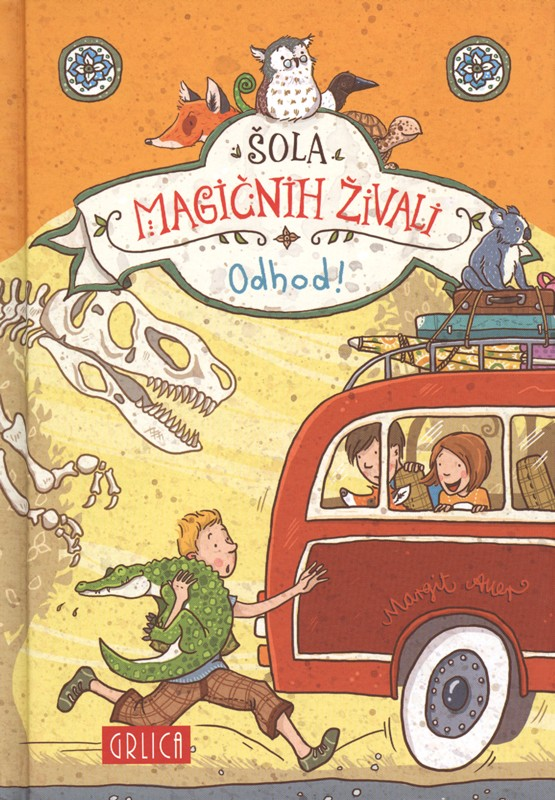 ŠOLA
MAGIČNIH ŽIVALI
Odhod!
Margit Auer
GRLICA